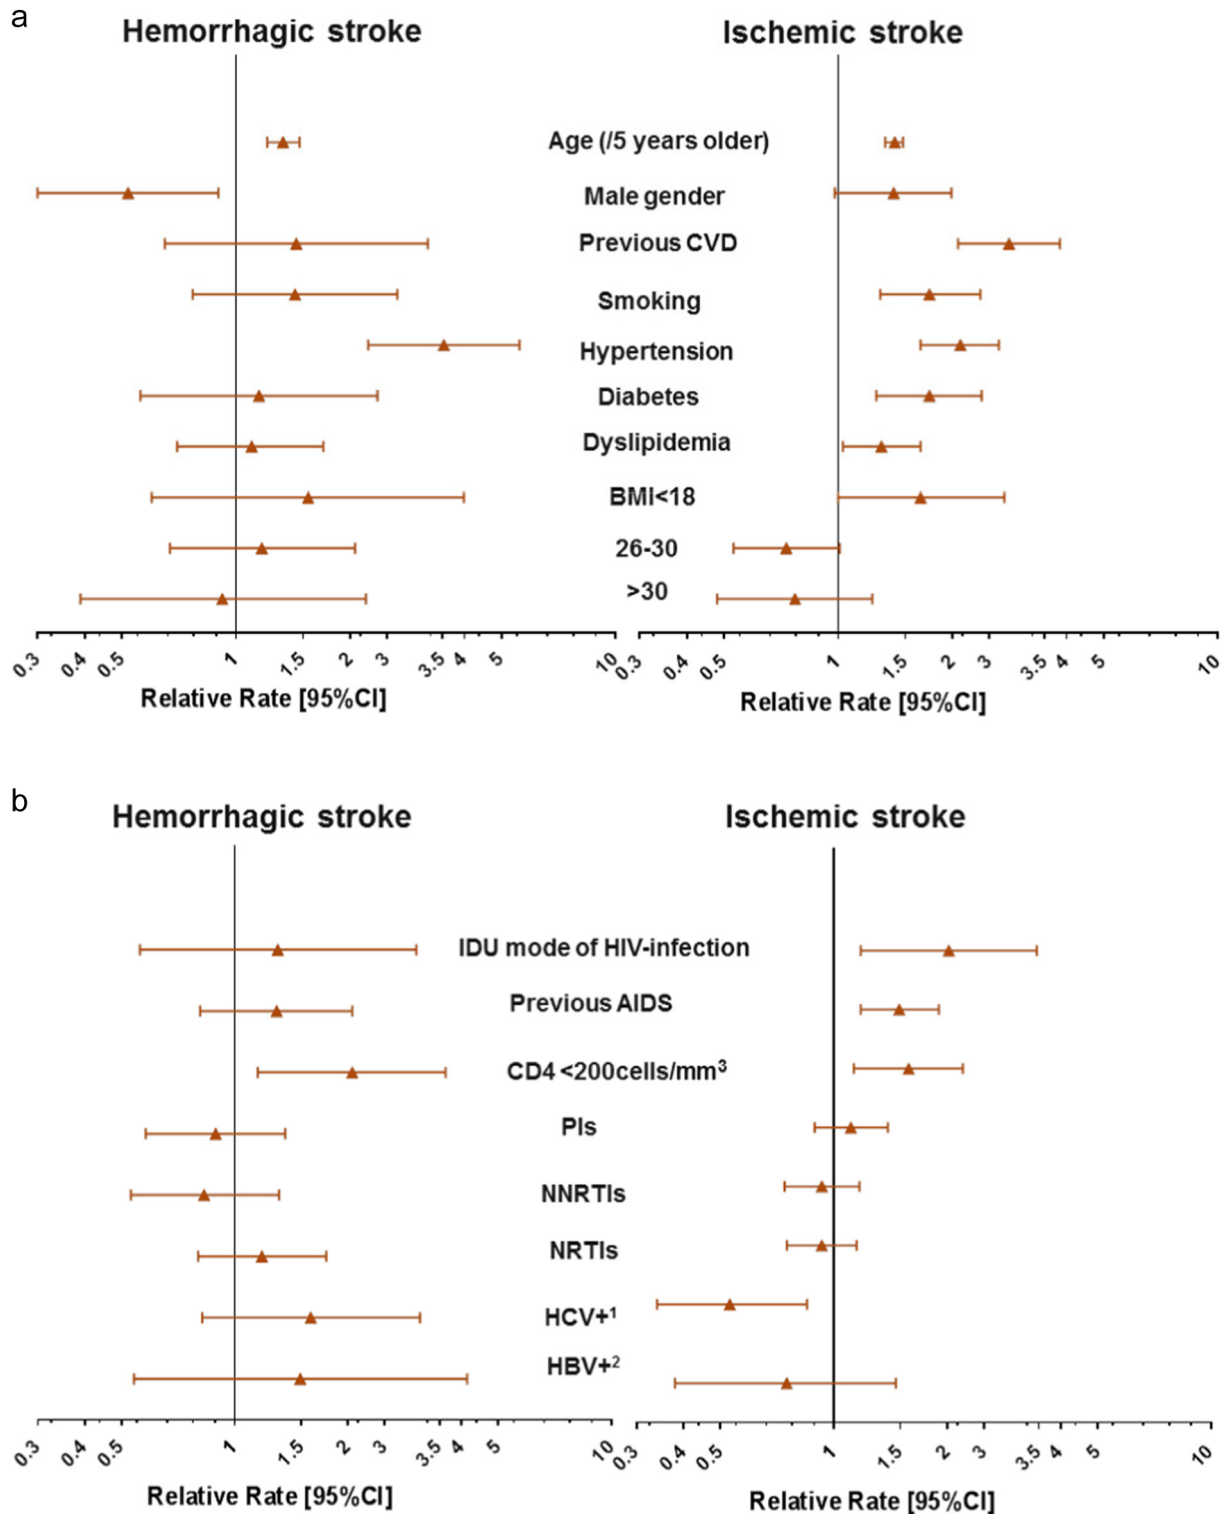 a
Hemorrhagic stroke
Ischemic stroke
Age (/5 years older)
Male gender
Previous CVD
Smoking
Hypertension
Diabetes
Dyslipidemia
BMI<18
26-30
>30
0.3 0.4 0.5 1 1.5 2 3 3.5 4 5 10
0.3 0.4 0.5 1 1.5 2 3 3.5 4 5 10
Relative Rate [95%CI]
Relative Rate [95%CI]
b
Hemorrhagic stroke
Ischemic stroke
IDU mode of HIV-infection
Previous AIDS
CD4 <200cells/mm³
PIs
NNRTIs
NRTIs
HCV+¹
HBV+²
0.3 0.4 0.5 1 1.5 2 3 3.5 4 5 10
0.3 0.4 0.5 1 1.5 2 3 3.5 4 5 10
Relative Rate [95%CI]
Relative Rate [95%CI]